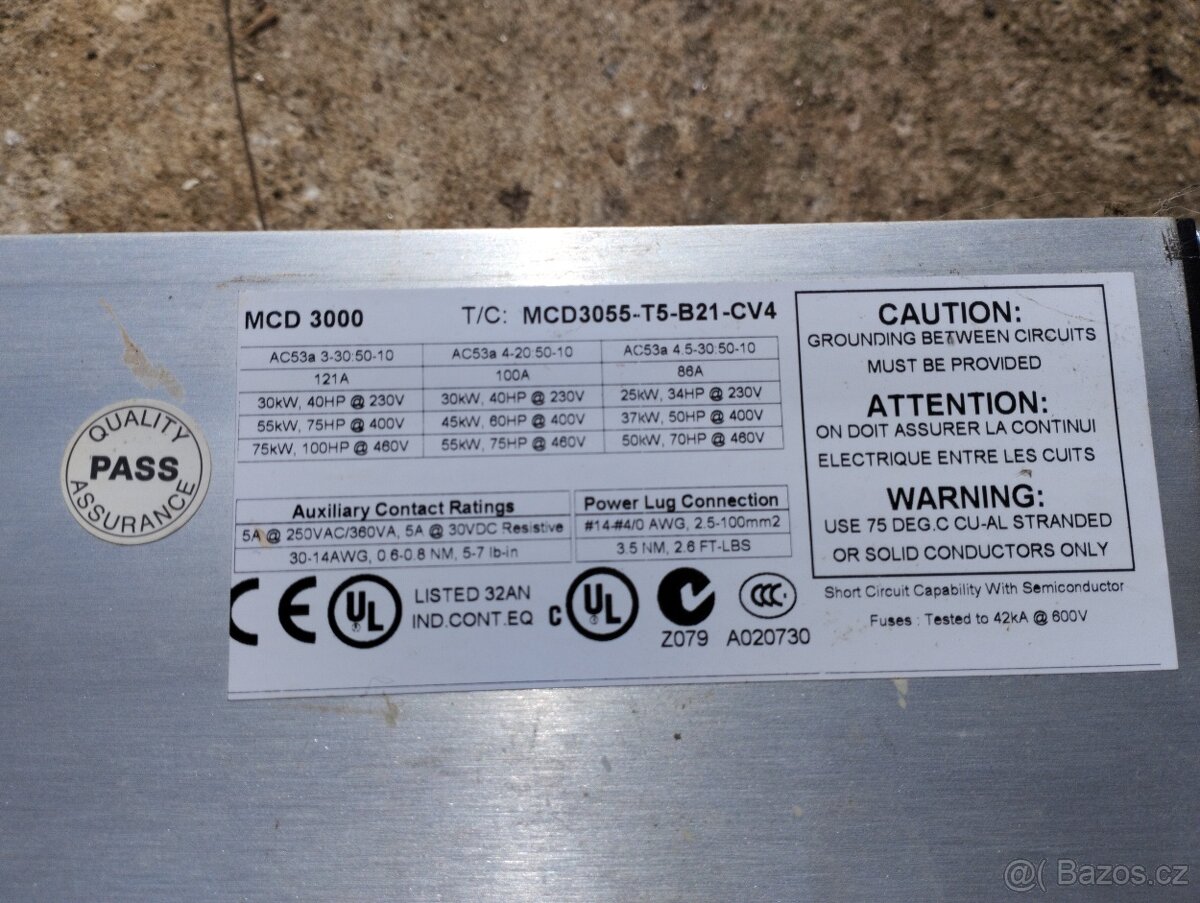 MCD 3000 T/C: MCD3055-T5-B21-CV4
AC53a 3-30:50-10 AC53a 4-20:50-10 AC53a 4.5-30:50-10
121A 100A 86A
30kW, 40HP @ 230V 30kW, 40HP @ 230V 25kW, 34HP @ 230V
55kW, 75HP @ 400V 45kW, 60HP @ 400V 37kW, 50HP @ 400V
75kW, 100HP @ 460V 55kW, 75HP @ 460V 50kW, 70HP @ 460V
Auxiliary Contact Ratings
5A @ 250VAC/360VA, 5A @ 30VDC Resistive
30-14AWG, 0.6-0.8 NM, 5-7 lb-in
Power Lug Connection
#14-#4/0 AWG, 2.5-100mm2
3.5 NM, 2.6 FT-LBS
CE UL LISTED 32AN
IND.CONT.EQ
c UL
Z079
CCC
A020730
CAUTION:
GROUNDING BETWEEN CIRCUITS
MUST BE PROVIDED
ATTENTION:
ON DOIT ASSURER LA CONTINUI
ELECTRIQUE ENTRE LES CUITS
WARNING:
USE 75 DEG.C CU-AL STRANDED
OR SOLID CONDUCTORS ONLY
Short Circuit Capability With Semiconductor
Fuses : Tested to 42kA @ 600V
QUALITY
PASS
ASSURANCE
@( Bazos.cz